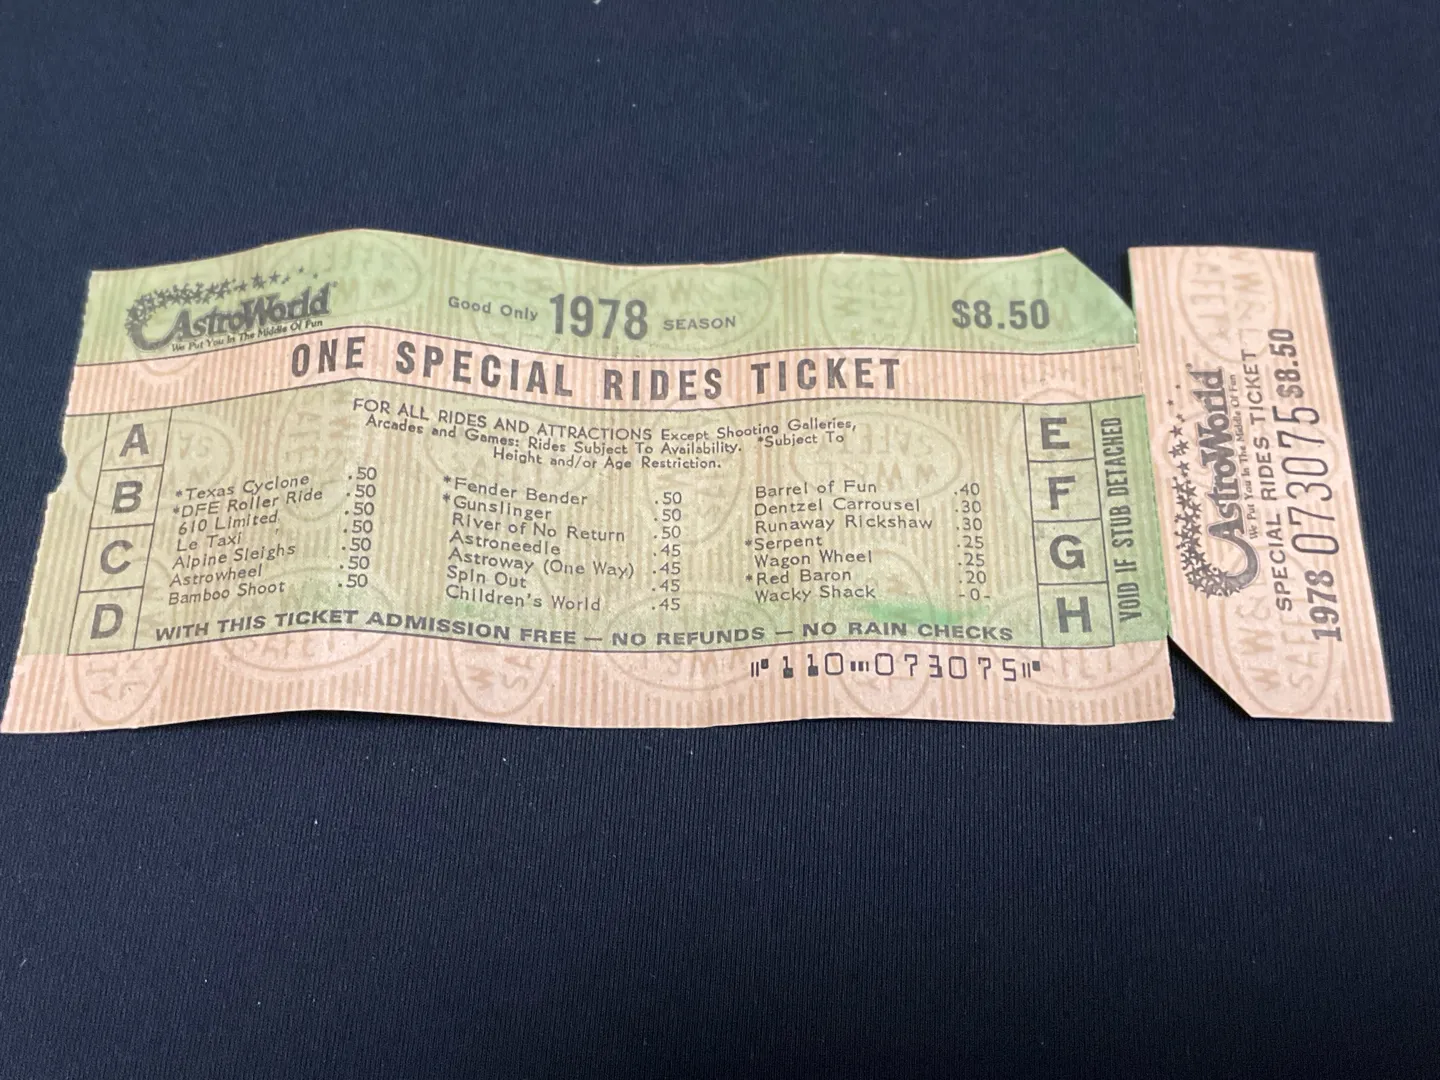 AstroWorld
We Put You In The Middle Of Fun
Good Only 1978 SEASON
$8.50
ONE SPECIAL RIDES TICKET
FOR ALL RIDES AND ATTRACTIONS Except Shooting Galleries,
Arcades and Games: Rides Subject To Availability. *Subject To
Height and/or Age Restriction.
A
B
C
D
*Texas Cyclone .50
*DFE Roller Ride .50
610 Limited .50
Le Taxi .50
Alpine Sleighs .50
Astrowheel .50
Bamboo Shoot .50
*Fender Bender .50
*Gunslinger .50
River of No Return .50
Astroneedle .45
Astroway (One Way) .45
Spin Out .45
Children's World .45
Barrel of Fun .40
Dentzel Carrousel .30
Runaway Rickshaw .30
*Serpent .25
Wagon Wheel .25
*Red Baron .20
Wacky Shack -0-
E
F
G
H
VOID IF STUB DETACHED
WITH THIS TICKET ADMISSION FREE — NO REFUNDS — NO RAIN CHECKS
110 073075
AstroWorld
We Put You In The Middle Of Fun
SPECIAL RIDES TICKET
1978 073075 $8.50